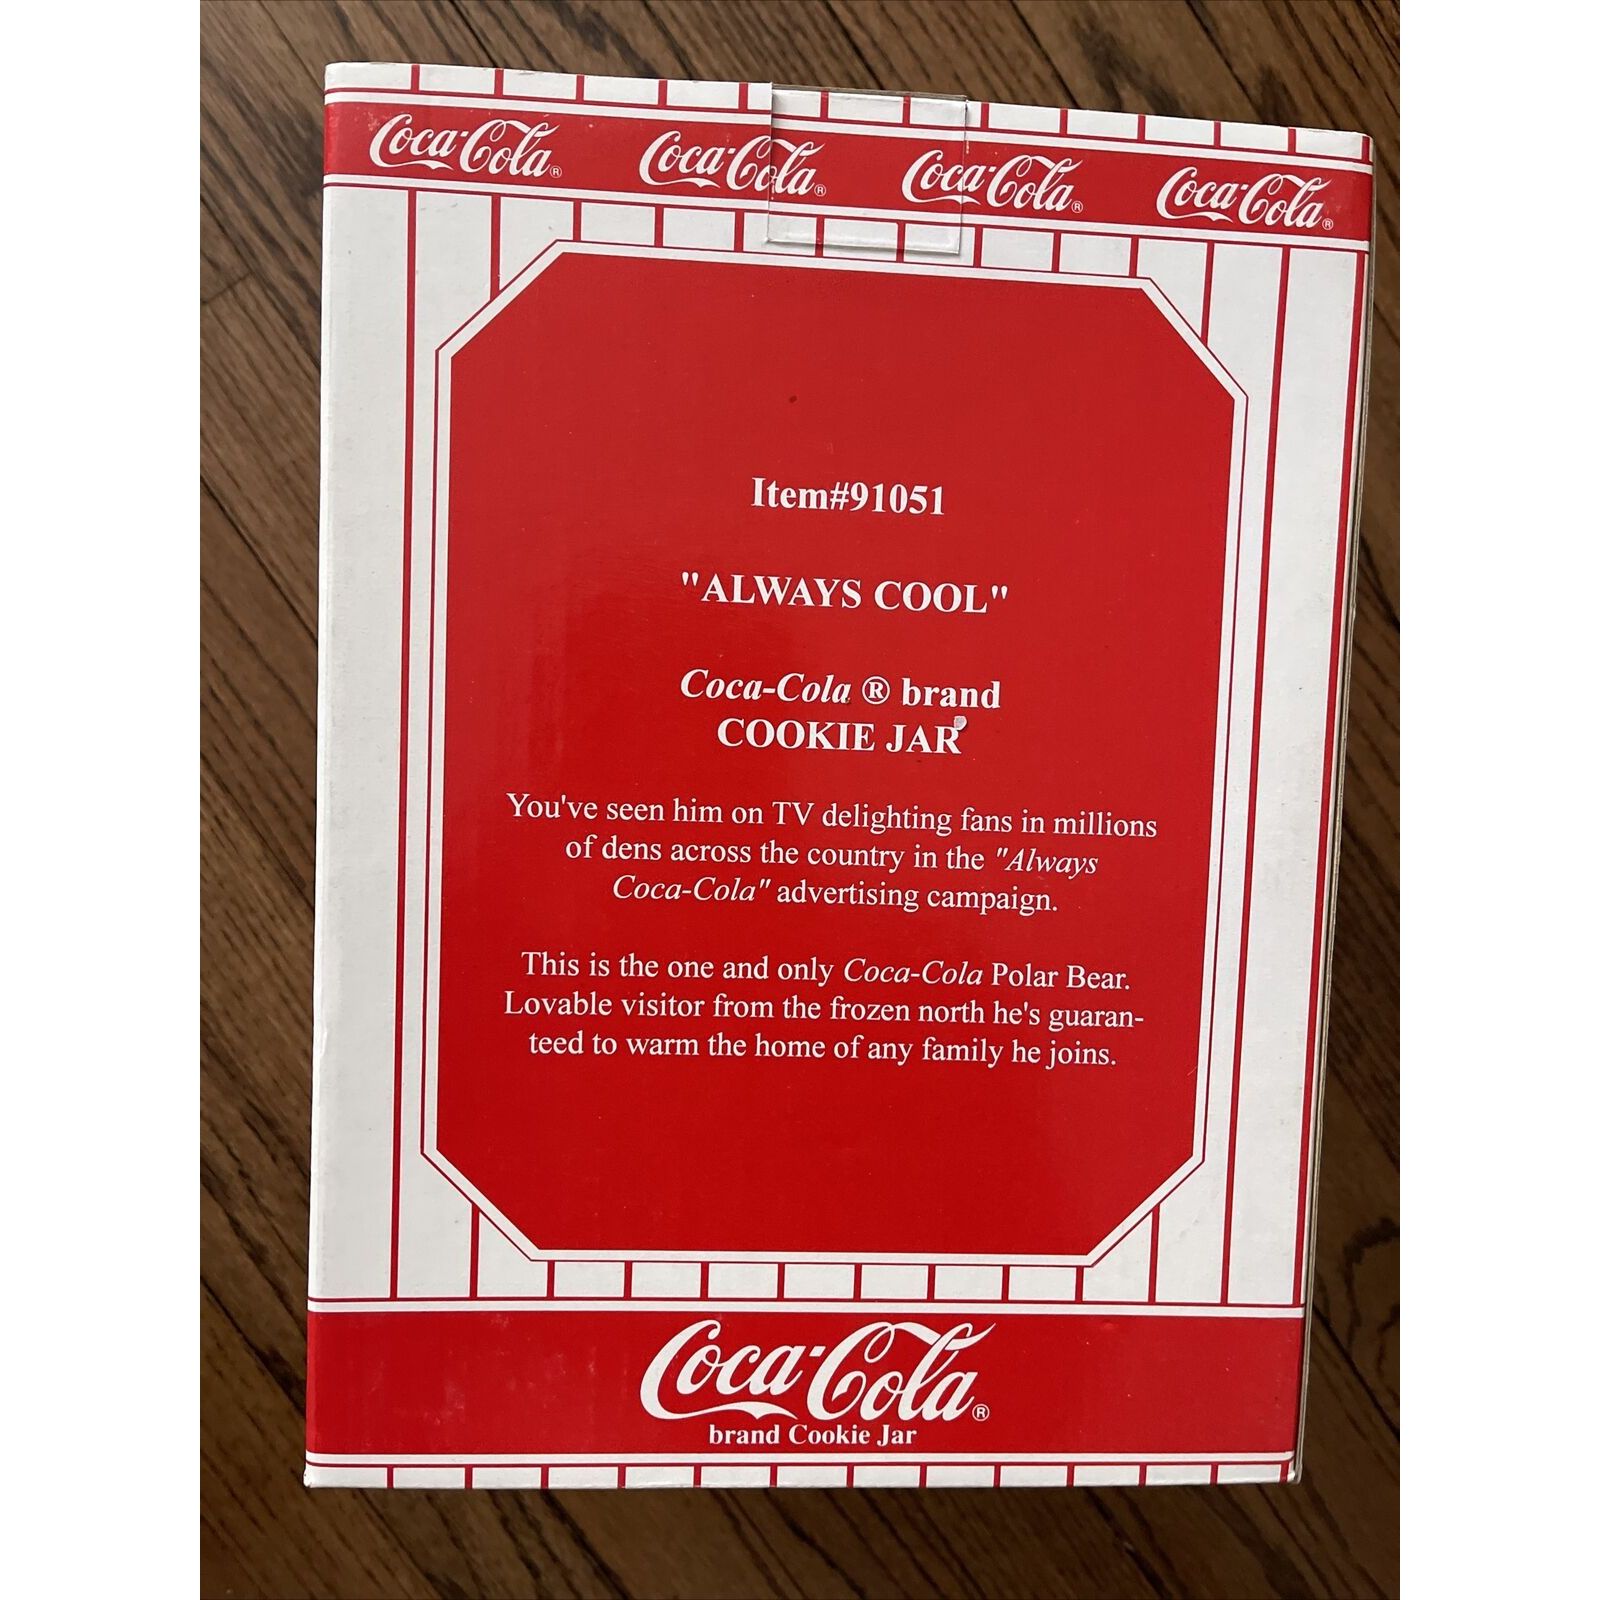 Coca-Cola® Coca-Cola® Coca-Cola® Coca-Cola®
Item#91051
"ALWAYS COOL"
Coca-Cola ® brand
COOKIE JAR
You've seen him on TV delighting fans in millions
of dens across the country in the "Always
Coca-Cola" advertising campaign.
This is the one and only Coca-Cola Polar Bear.
Lovable visitor from the frozen north he's guaran-
teed to warm the home of any family he joins.
Coca-Cola®
brand Cookie Jar